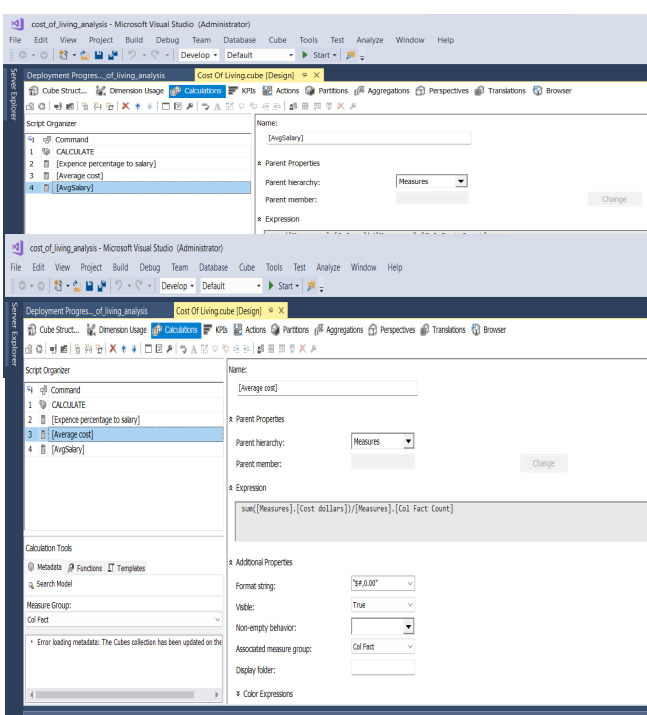 cost_of_living_analysis - Microsoft Visual Studio (Administrator)
File Edit View Project Build Debug Team Database Cube Tools Test Analyze Window Help
Develop Default Start
Server Explorer
Deployment Progres..._of_living_analysis Cost Of Living.cube [Design]
Cube Struct... Dimension Usage Calculations KPIs Actions Partitions Aggregations Perspectives Translations Browser
Script Organizer
Command
1 CALCULATE
2 [Expence percentage to salary]
3 [Average cost]
4 [AvgSalary]
Name:
[AvgSalary]
Parent Properties
Parent hierarchy: Measures
Parent member: Change
Expression
cost_of_living_analysis - Microsoft Visual Studio (Administrator)
File Edit View Project Build Debug Team Database Cube Tools Test Analyze Window Help
Develop Default Start
Server Explorer
Deployment Progres..._of_living_analysis Cost Of Living.cube [Design]
Cube Struct... Dimension Usage Calculations KPIs Actions Partitions Aggregations Perspectives Translations Browser
Script Organizer
Command
1 CALCULATE
2 [Expence percentage to salary]
3 [Average cost]
4 [AvgSalary]
Calculation Tools
Metadata Functions Templates
Search Model
Measure Group:
Col Fact
Error loading metadata: The Cubes collection has been updated on the
Name:
[Average cost]
Parent Properties
Parent hierarchy: Measures
Parent member: Change
Expression
sum([Measures].[Cost dollars])/[Measures].[Col Fact Count]
Additional Properties
Format string: "$#,0.00"
Visible: True
Non-empty behavior:
Associated measure group: Col Fact
Display folder:
Color Expressions